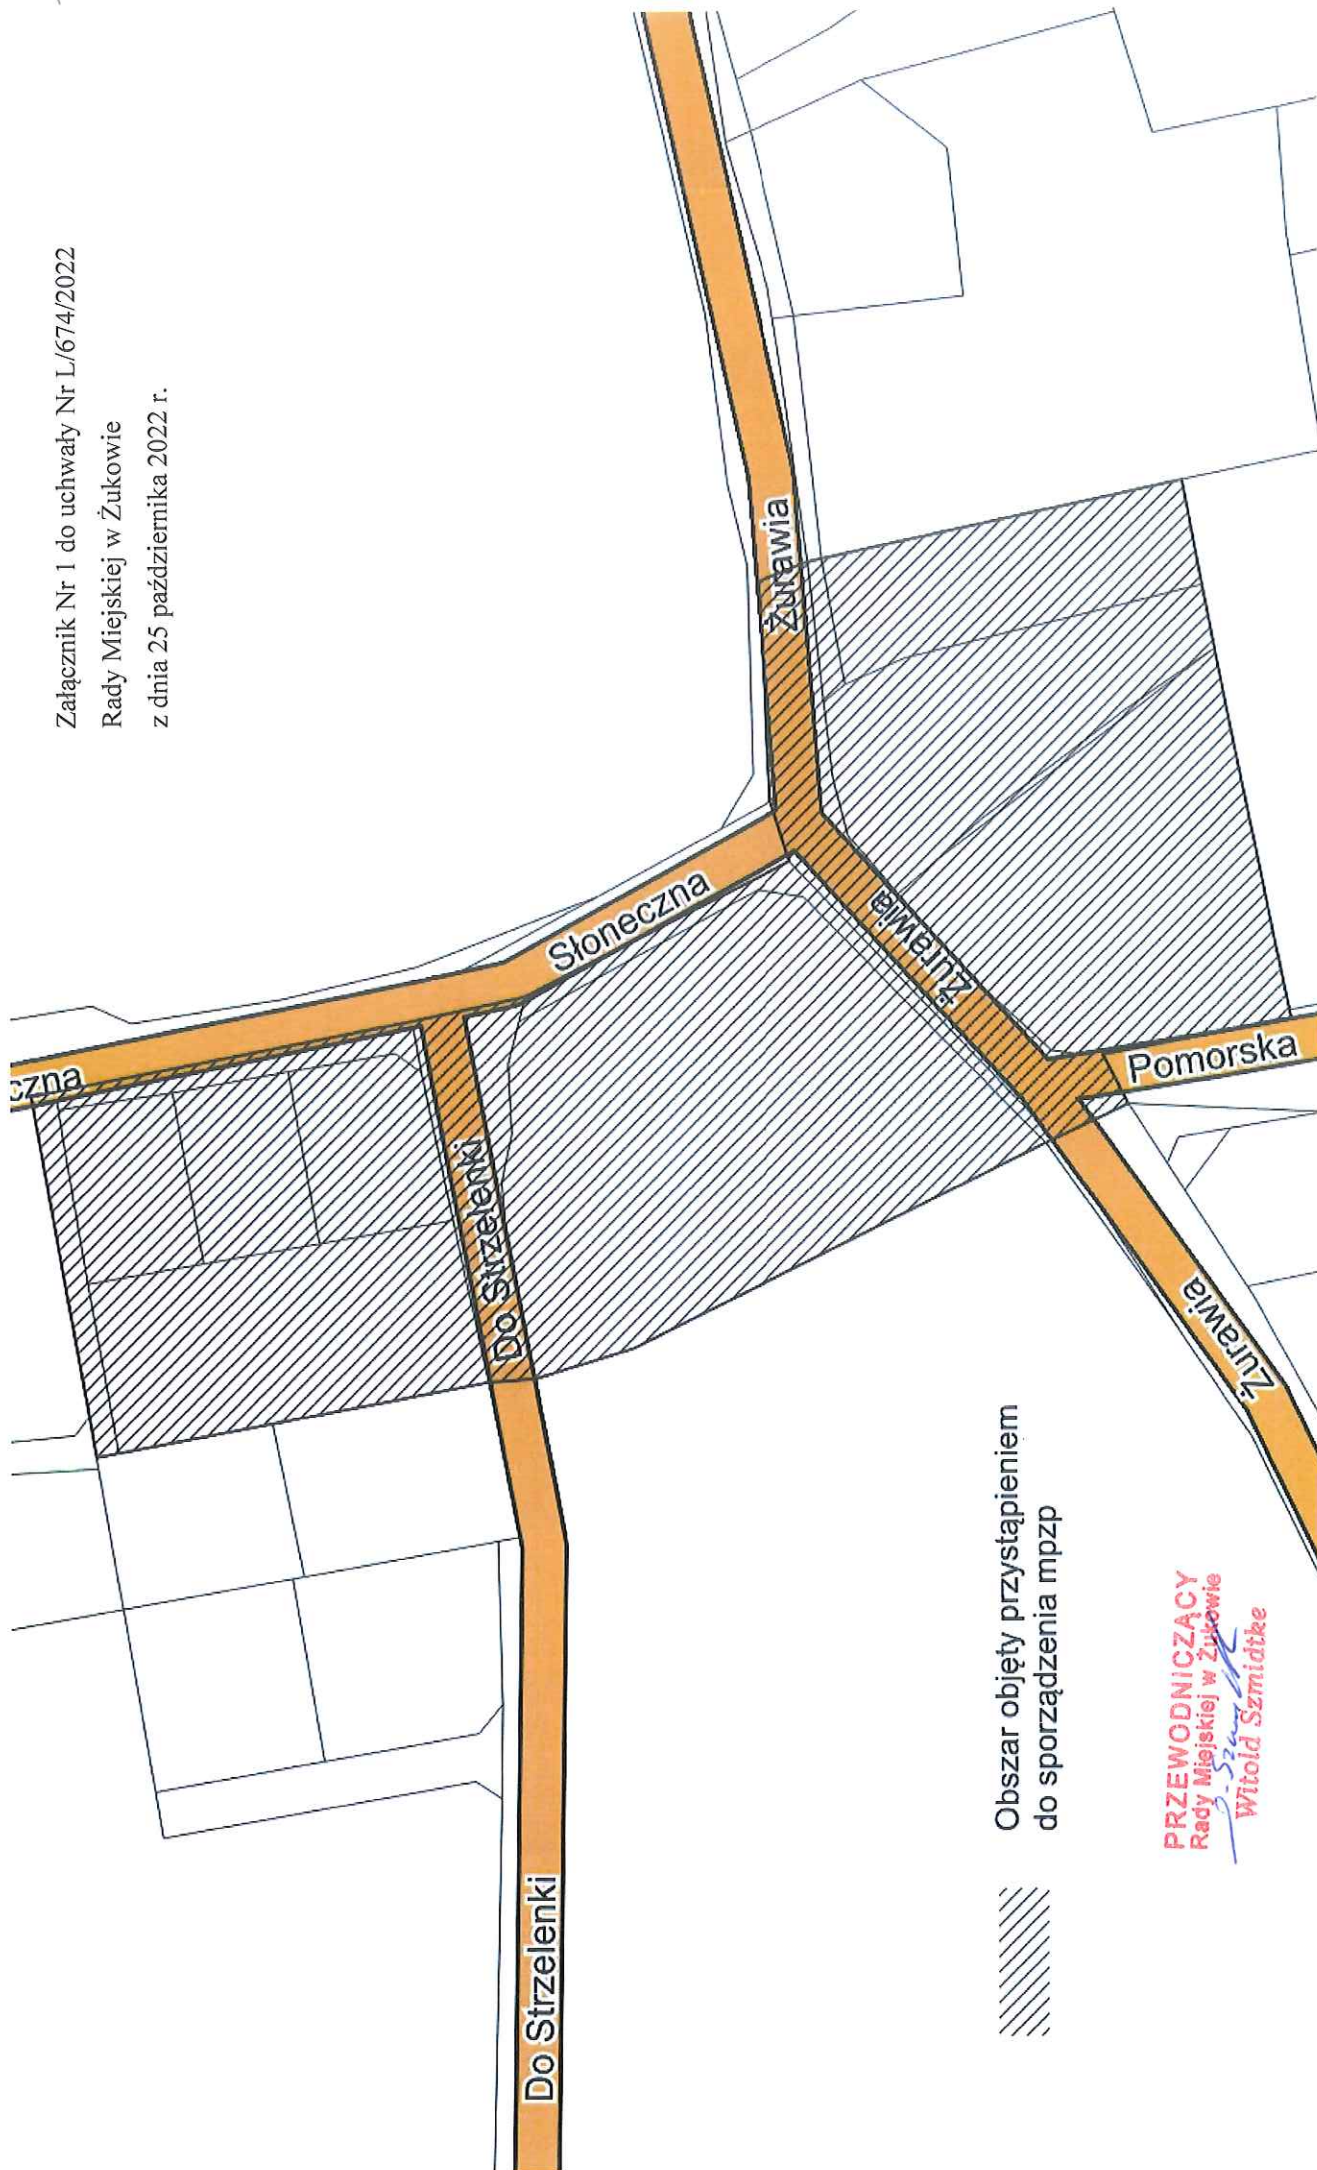 Załącznik Nr 1 do uchwały Nr L/674/2022
Rady Miejskiej w Żukowie
z dnia 25 października 2022 r.
czna
Słoneczna
Żurawia
Żurawia
Pomorska
Do Strzelenki
Żurawia
Do Strzelenki
Obszar objęty przystąpieniem
do sporządzenia mpzp
PRZEWODNICZĄCY
Rady Miejskiej w Żukowie
Witold Szmidtke